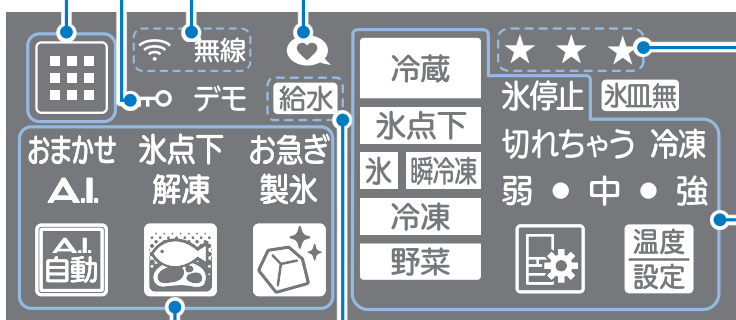 無線
デモ 給水
おまかせ A.I.
氷点下 解凍
お急ぎ 製氷
A.I. 自動
冷蔵
氷点下
氷 瞬冷凍
冷凍
野菜
★ ★ ★
氷停止 氷皿無
切れちゃう 冷凍
弱 ● 中 ● 強
温度 設定